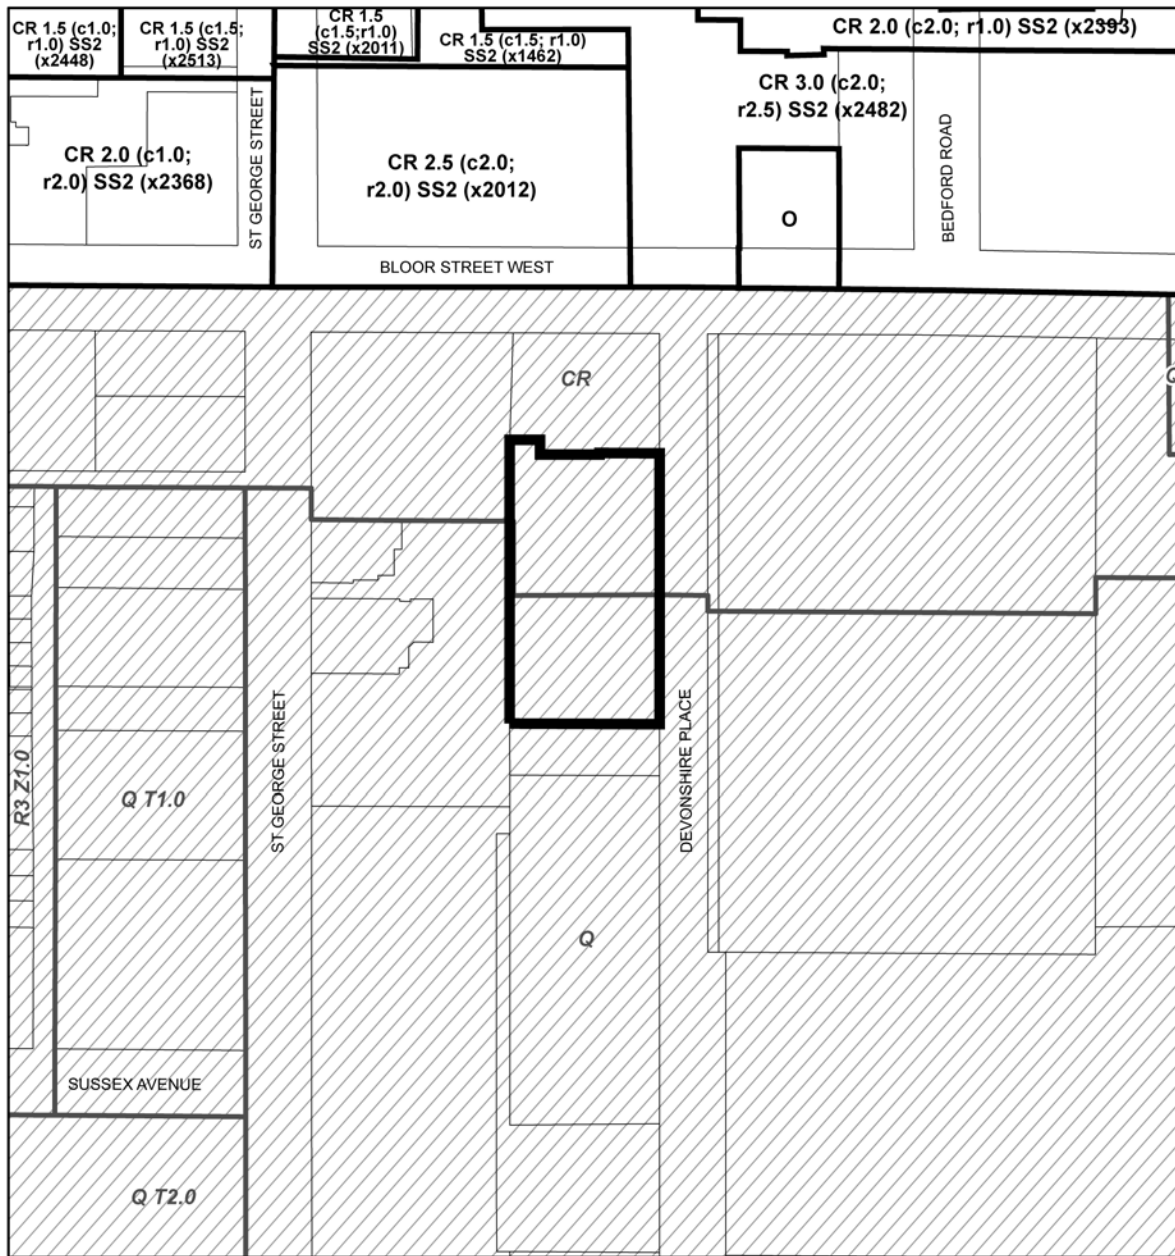 CR 1.5 (c1.0;
r1.0) SS2
(x2448)
CR 1.5 (c1.5;
r1.0) SS2
(x2513)
CR 1.5
(c1.5;r1.0)
SS2 (x2011)
CR 1.5 (c1.5; r1.0)
SS2 (x1462)
CR 2.0 (c2.0; r1.0) SS2 (x2393)
CR 3.0 (c2.0;
r2.5) SS2 (x2482)
CR 2.0 (c1.0;
r2.0) SS2 (x2368)
ST GEORGE STREET
CR 2.5 (c2.0;
r2.0) SS2 (x2012)
O
BEDFORD ROAD
BLOOR STREET WEST
CR
R3 Z1.0
Q T1.0
ST GEORGE STREET
DEVONSHIRE PLACE
Q
SUSSEX AVENUE
Q T2.0